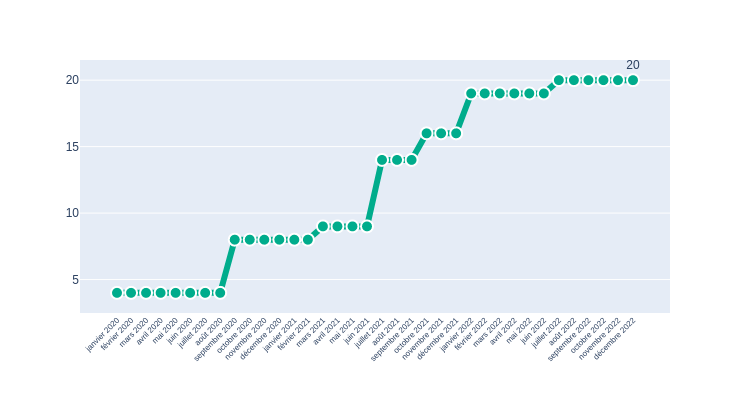 20
20
15
10
5
janvier 2020
février 2020
mars 2020
avril 2020
mai 2020
juin 2020
juillet 2020
août 2020
septembre 2020
octobre 2020
novembre 2020
décembre 2020
janvier 2021
février 2021
mars 2021
avril 2021
mai 2021
juin 2021
juillet 2021
août 2021
septembre 2021
octobre 2021
novembre 2021
décembre 2021
janvier 2022
février 2022
mars 2022
avril 2022
mai 2022
juin 2022
juillet 2022
août 2022
septembre 2022
octobre 2022
novembre 2022
décembre 2022